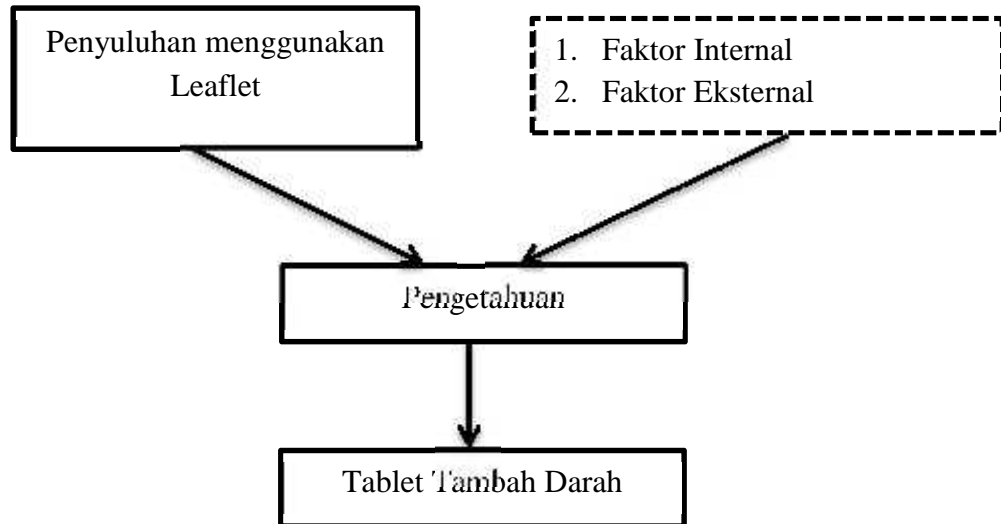 Penyuluhan menggunakan
Leaflet
1. Faktor Internal
2. Faktor Eksternal
Pengetahuan
Tablet Tambah Darah